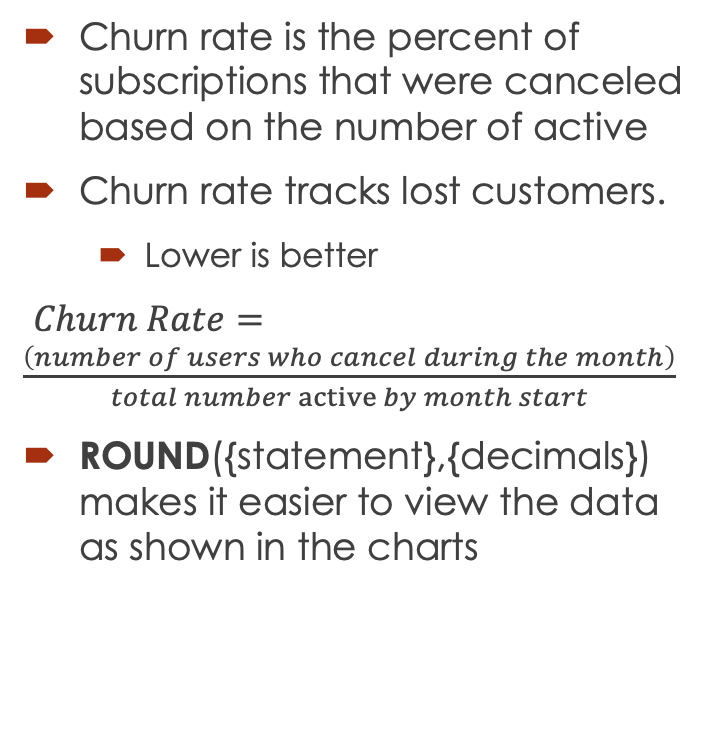 Churn rate is the percent of
subscriptions that were canceled
based on the number of active
Churn rate tracks lost customers.
Lower is better
Churn Rate =
(number of users who cancel during the month)
total number active by month start
ROUND({statement},{decimals})
makes it easier to view the data
as shown in the charts